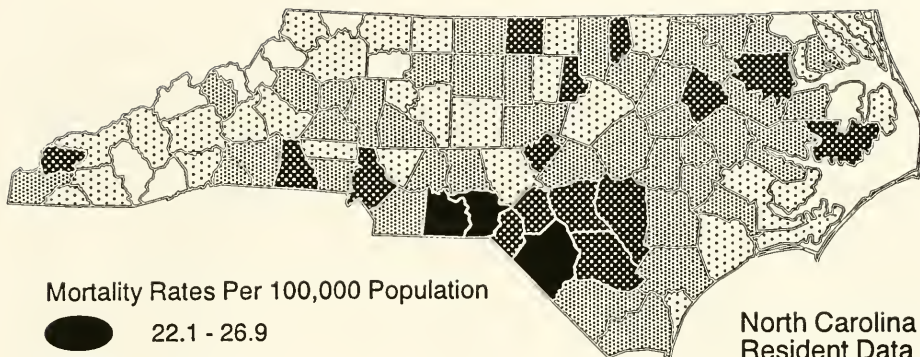 Mortality Rates Per 100,000 Population
22.1 - 26.9
North Carolina
Resident Data